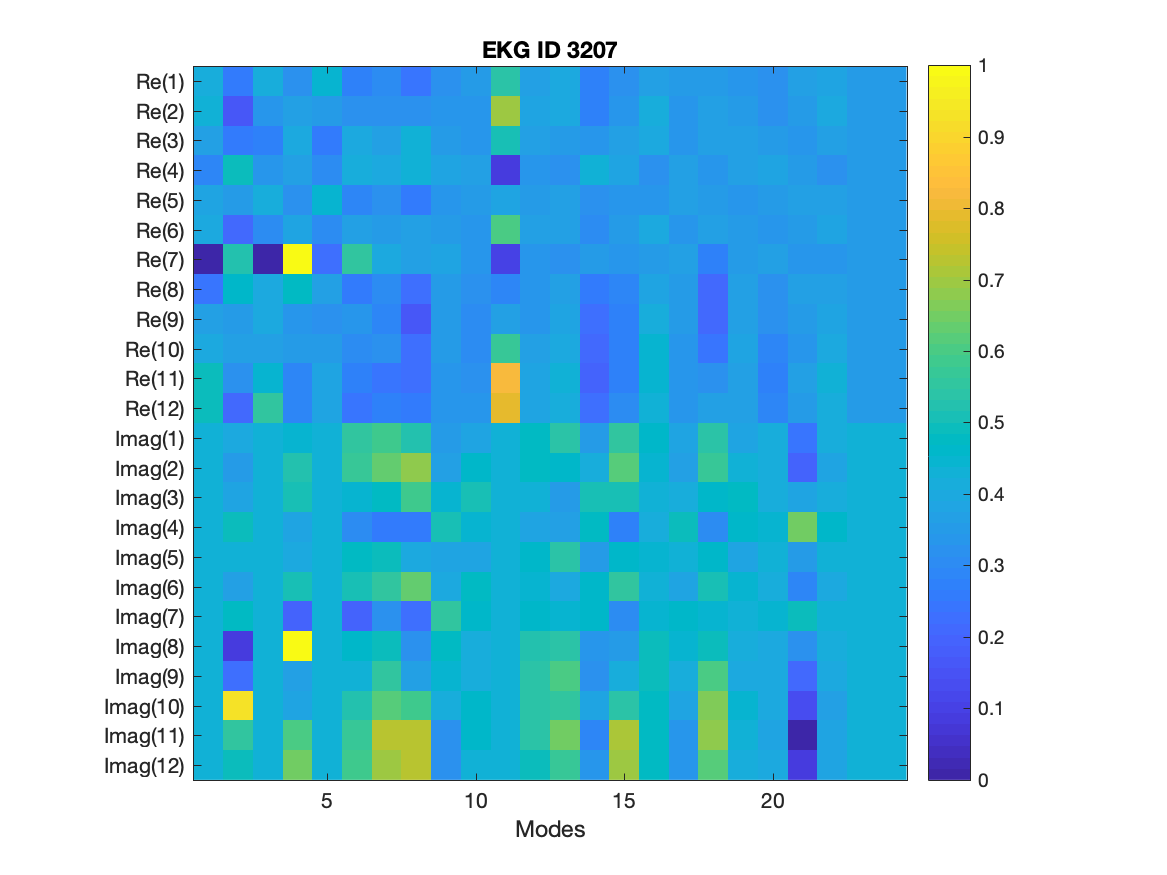 EKG ID 3207
Re(1)
Re(2)
Re(3)
Re(4)
Re(5)
Re(6)
Re(7)
Re(8)
Re(9)
Re(10)
Re(11)
Re(12)
Imag(1)
Imag(2)
Imag(3)
Imag(4)
Imag(5)
Imag(6)
Imag(7)
Imag(8)
Imag(9)
Imag(10)
Imag(11)
Imag(12)
5 10 15 20
Modes
1
0.9
0.8
0.7
0.6
0.5
0.4
0.3
0.2
0.1
0